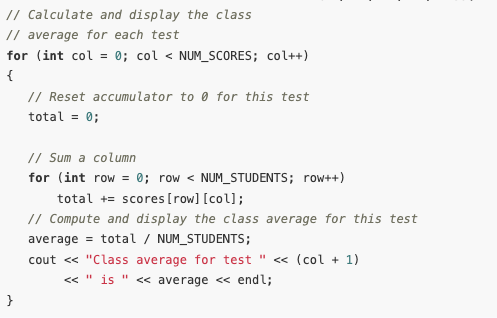 // Calculate and display the class
// average for each test
for (int col = 0; col < NUM_SCORES; col++)
{
   // Reset accumulator to 0 for this test
   total = 0;

   // Sum a column
   for (int row = 0; row < NUM_STUDENTS; row++)
       total += scores[row][col];
   // Compute and display the class average for this test
   average = total / NUM_STUDENTS;
   cout << "Class average for test " << (col + 1)
        << " is " << average << endl;
}